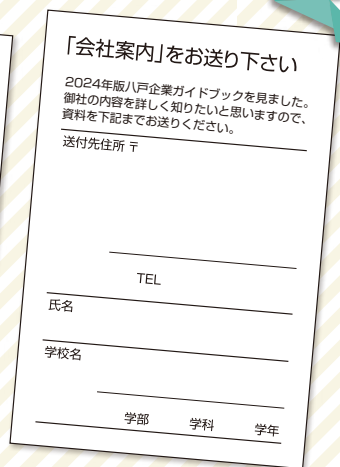 「会社案内」をお送り下さい
2024年版八戸企業ガイドブックを見ました。
御社の内容を詳しく知りたいと思いますので、
資料を下記までお送りください。
送付先住所 〒
TEL
氏名
学校名
学部 学科 学年